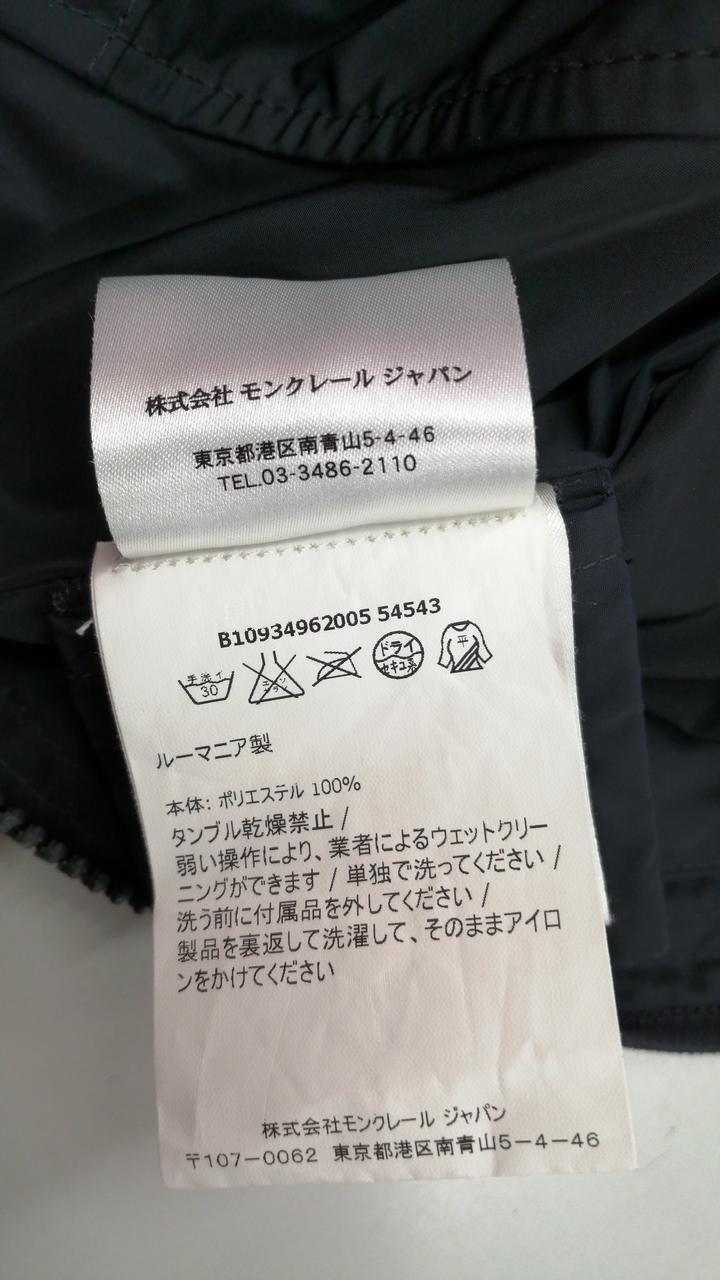 株式会社 モンクレール ジャパン
東京都港区南青山5-4-46
TEL.03-3486-2110
B10934962005 54543
手洗イ 30 エンソサラシ ドライ セキユ系 平
ルーマニア製
本体: ポリエステル 100%
タンブル乾燥禁止 /
弱い操作により、業者によるウェットクリー
ニングができます / 単独で洗ってください /
洗う前に付属品を外してください /
製品を裏返して洗濯して、そのままアイロ
ンをかけてください
株式会社モンクレール ジャパン
〒107-0062 東京都港区南青山5-4-46